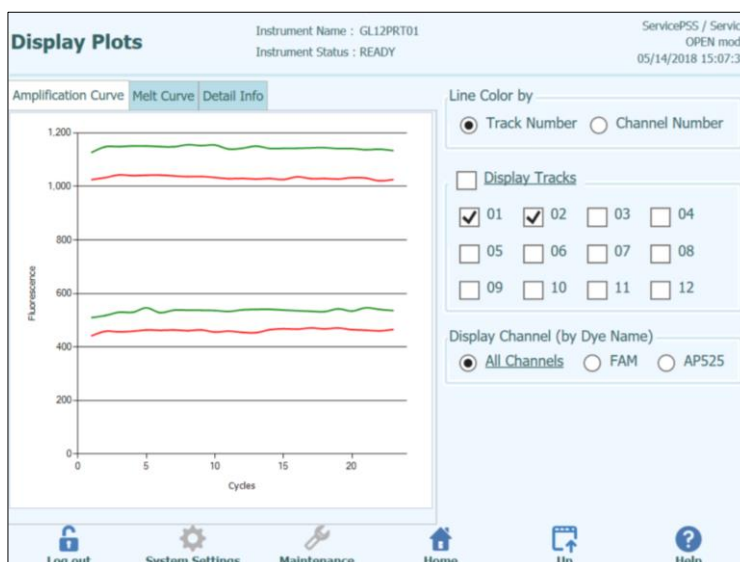 Display Plots
Instrument Name : GL12PRT01
Instrument Status : READY
ServicePSS / Servic
OPEN mod
05/14/2018 15:07:3
Amplification Curve
Melt Curve
Detail Info
Line Color by
Track Number
Channel Number
Display Tracks
01
02
03
04
05
06
07
08
09
10
11
12
Display Channel (by Dye Name)
All Channels
FAM
AP525
1,200
1,000
800
600
400
200
0
Fluorescence
0
5
10
15
20
Cycles
Log out
System Settings
Maintenance
Home
Up
Help